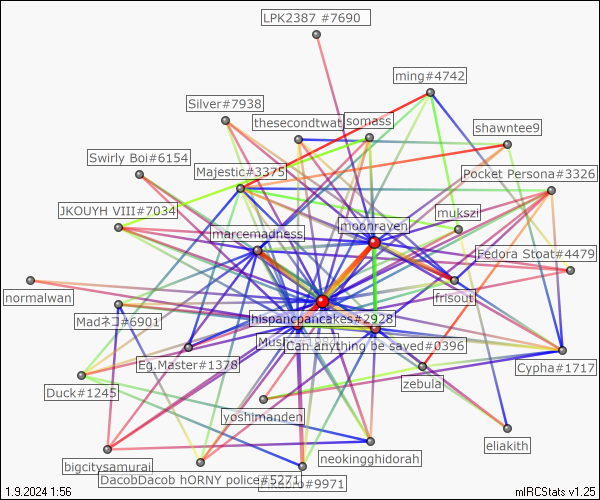 LPK2387 #7690
ming#4742
Silver#7938
thesecondtwat
somass
shawntee9
Swirly Boi#6154
Majestic#3375
Pocket Persona#3326
JKOUYH VIII#7034
mukszi
moonraven
marcemadness
Fedora Stoat#4479
normalwan
frisout
Madネコ#6901
hispancpancakes#2928
Can anything be saved#0396
Eg.Master#1378
Cypha#1717
Duck#1245
zebula
yoshimanden
eliakith
neokingghidorah
bigcitysamurai
DacobDacob hORNY police#5271
#9971
1.9.2024 1:56
mIRCStats v1.25